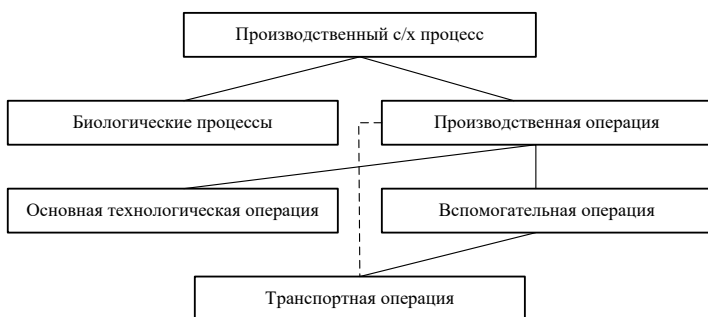 Производственный с/х процесс
Биологические процессы
Производственная операция
Основная технологическая операция
Вспомогательная операция
Транспортная операция